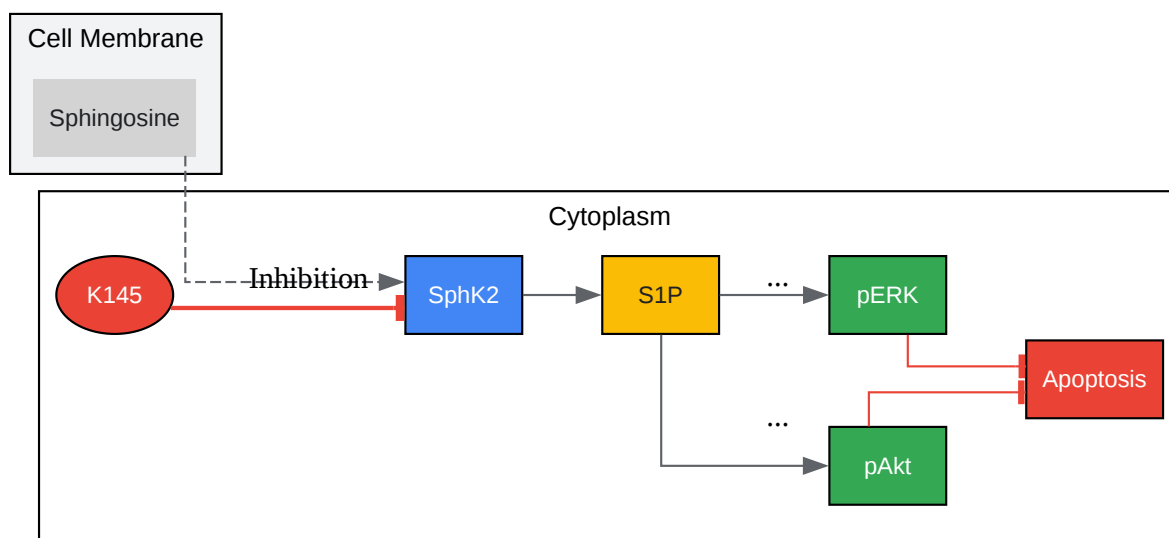 Cell Membrane
Sphingosine
Cytoplasm
K145
Inhibition
SphK2
S1P
...
pERK
Apoptosis
...
pAkt